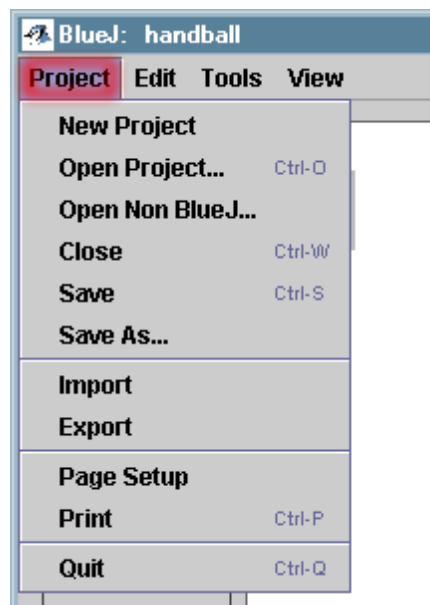 BlueJ: handball
Project Edit Tools View
New Project
Open Project... Ctrl-O
Open Non BlueJ...
Close Ctrl-W
Save Ctrl-S
Save As...
Import
Export
Page Setup
Print Ctrl-P
Quit Ctrl-Q